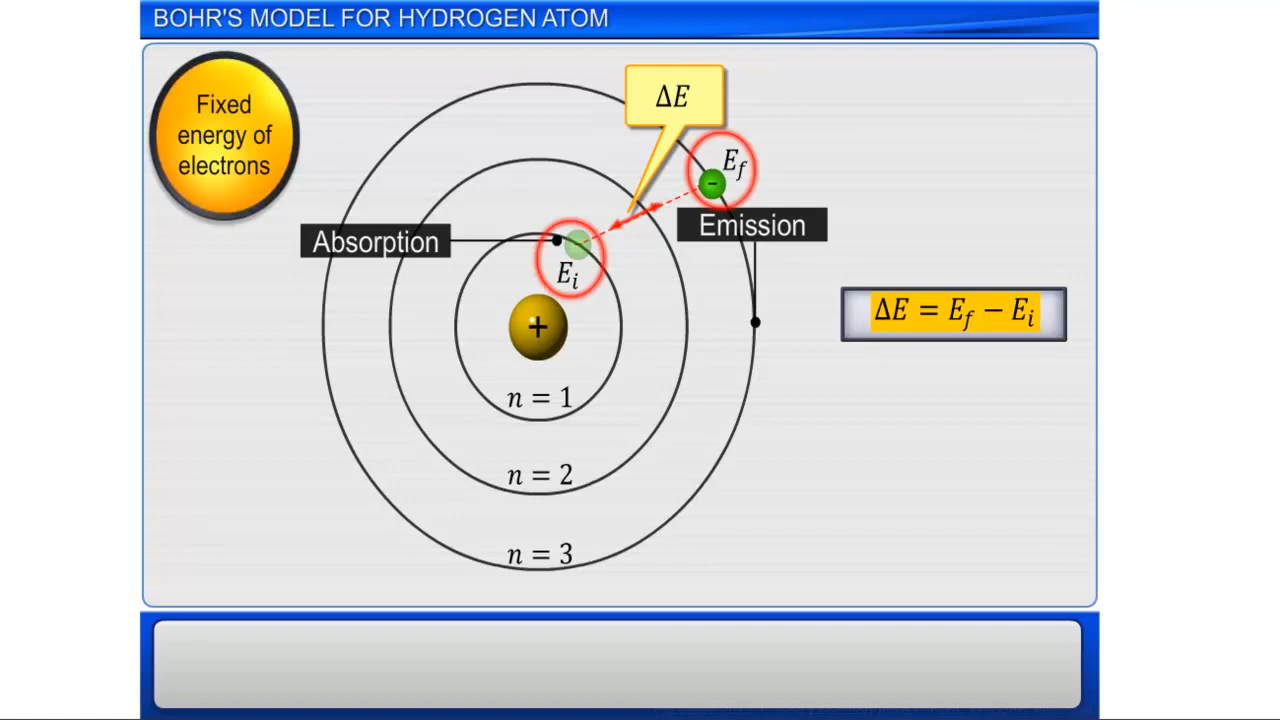 BOHR'S MODEL FOR HYDROGEN ATOM
Fixed
energy of
electrons
ΔE
E_f
Emission
Absorption
E_i
ΔE = E_f − E_i
+
−
n = 1
n = 2
n = 3